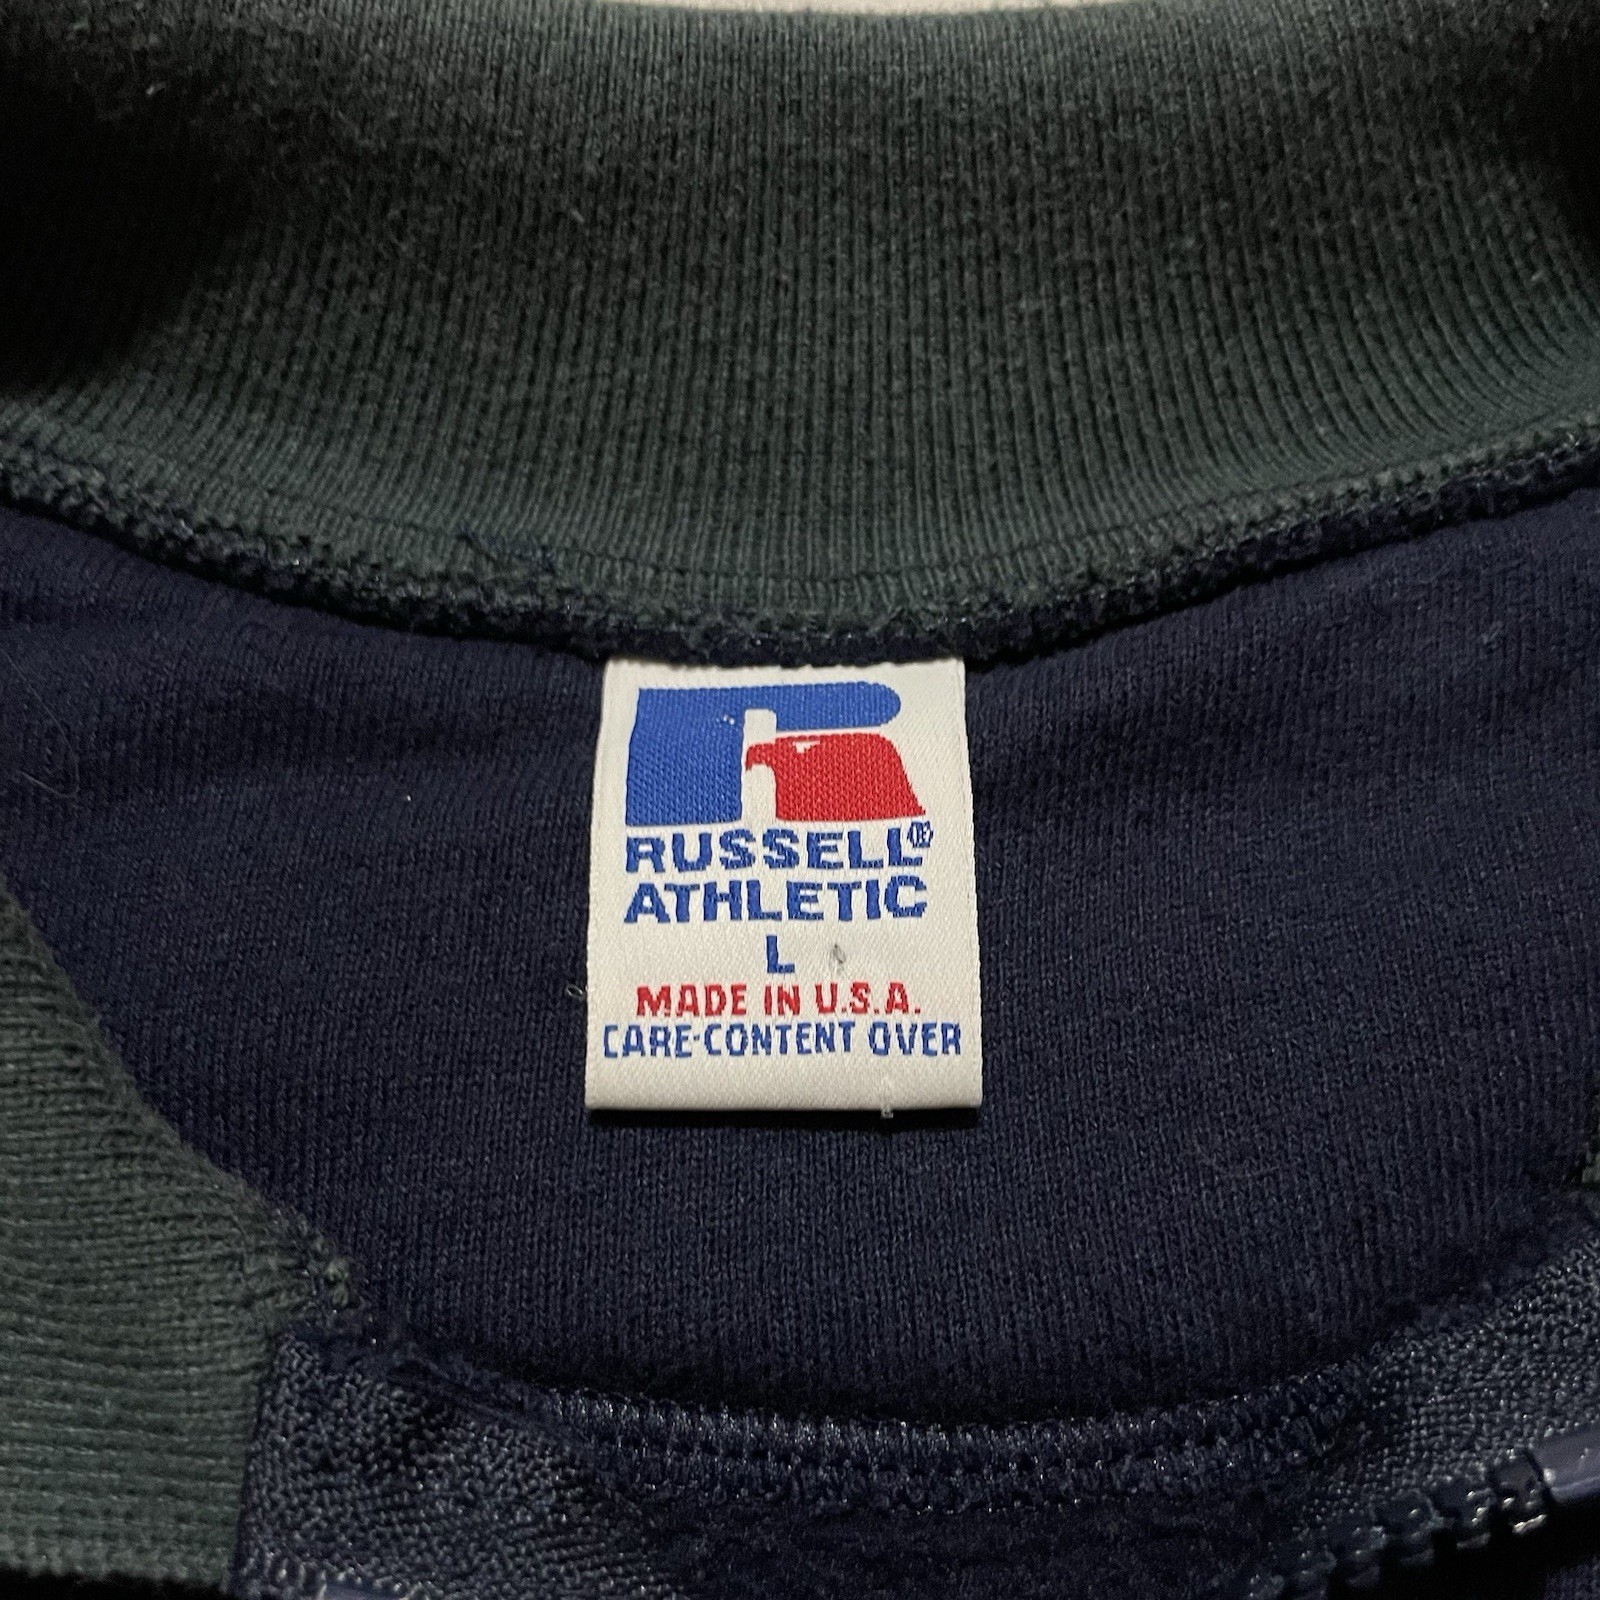 RUSSELL®
ATHLETIC
L
MADE IN U.S.A.
CARE-CONTENT OVER